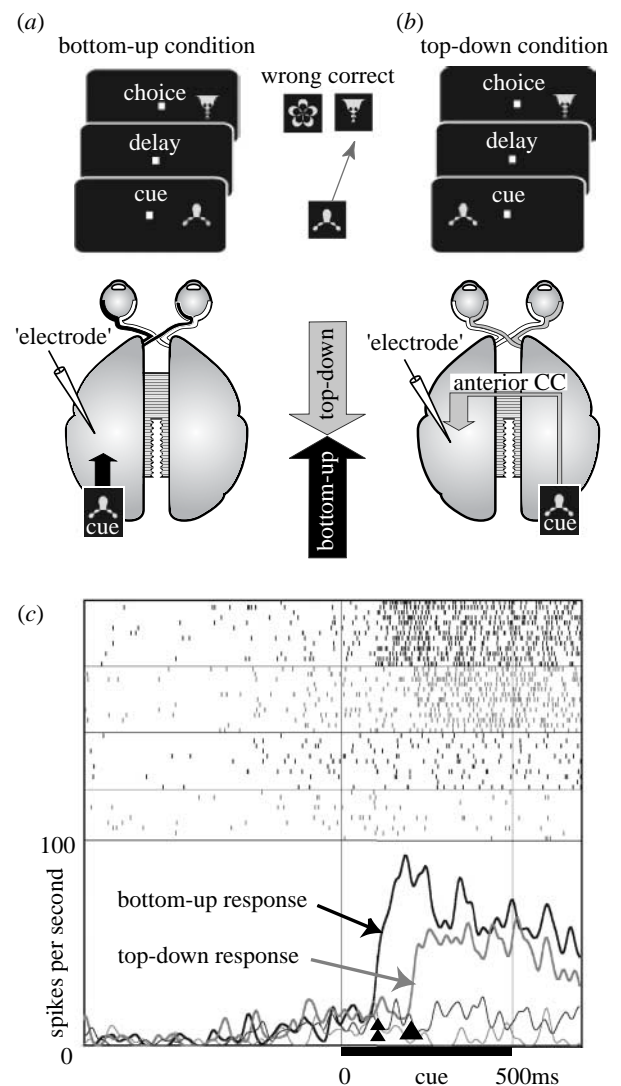 (a)
bottom-up condition
choice
delay
cue
wrong correct
(b)
top-down condition
choice
delay
cue
'electrode'
cue
top-down
bottom-up
'electrode'
anterior CC
cue
(c)
100
spikes per second
bottom-up response
top-down response
0
0 cue 500ms